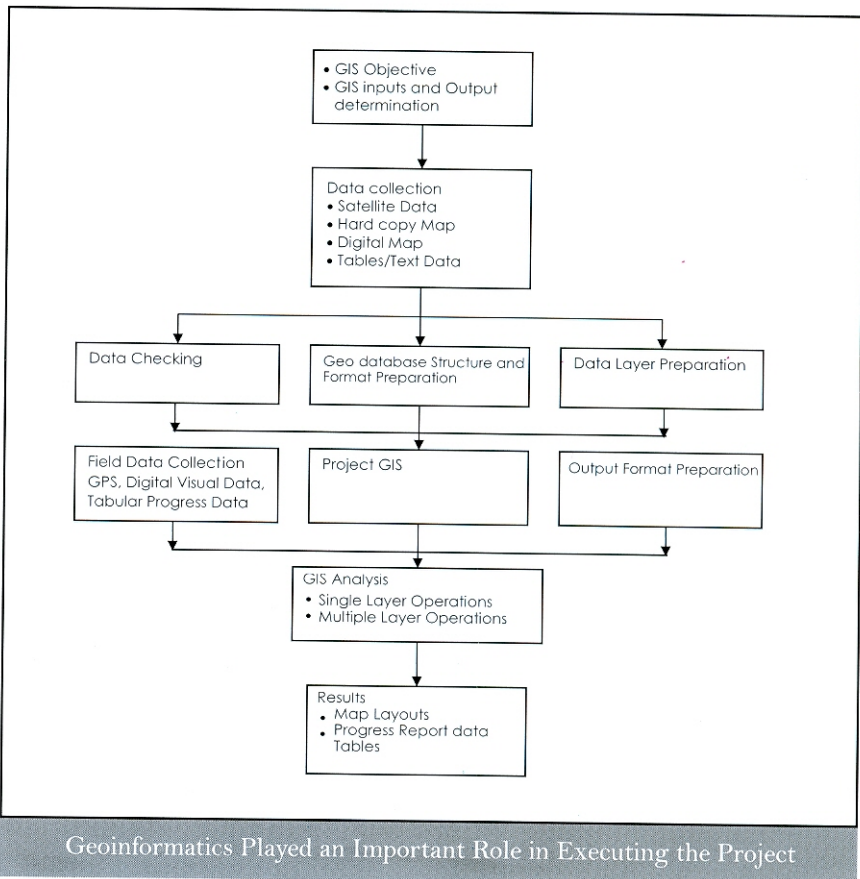 • GIS Objective
• GIS inputs and Output
determination
Data collection
• Satellite Data
• Hard copy Map
• Digital Map
• Tables/Text Data
Data Checking
Geo database Structure and
Format Preparation
Data Layer Preparation
Field Data Collection
GPS, Digital Visual Data,
Tabular Progress Data
Project GIS
Output Format Preparation
GIS Analysis
• Single Layer Operations
• Multiple Layer Operations
Results
• Map Layouts
• Progress Report data
Tables
Geoinformatics Played an Important Role in Executing the Project